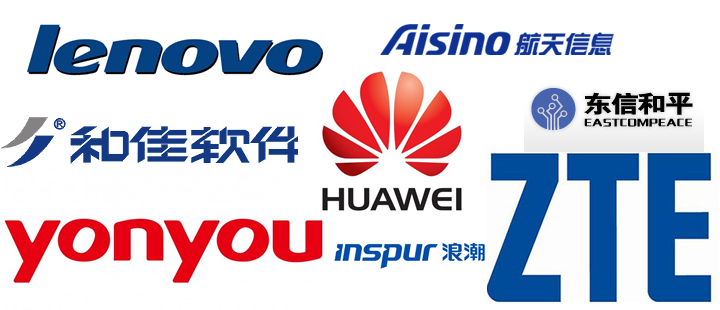 lenovo
Aisino 航天信息
东信和平
EASTCOMPEACE
®
和佳软件
HUAWEI
ZTE
yonyou
inspur 浪潮